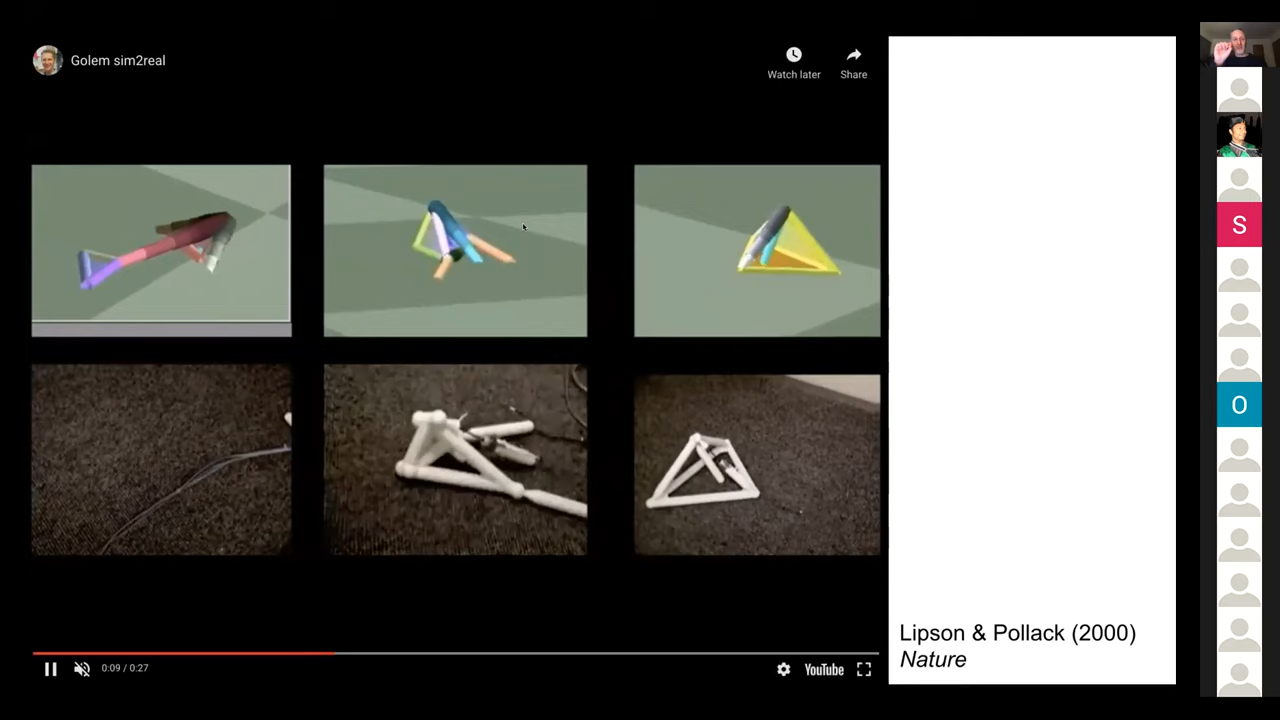 Golem sim2real
Watch later
Share
S
O
Lipson & Pollack (2000)
Nature
0:09 / 0:27
YouTube